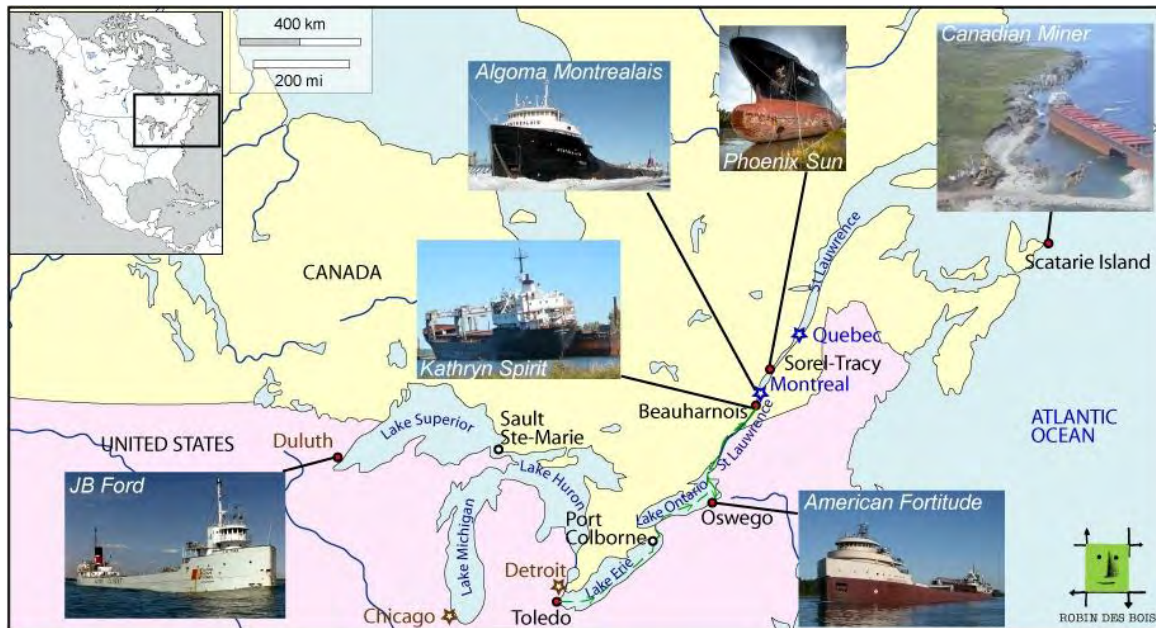 400 km
200 mi
Algoma Montrealais
Phoenix Sun
Canadian Miner
Scatarie Island
CANADA
Kathryn Spirit
St Lauwrence
Quebec
Sorel-Tracy
Montreal
Beauharnois
St Lauwrence
ATLANTIC
OCEAN
UNITED STATES
Duluth
Lake Superior
Sault
Ste-Marie
Lake Huron
Lake Michigan
JB Ford
Lake Ontario
Oswego
American Fortitude
Port
Colborne
Lake Erie
Detroit
Toledo
Chicago
ROBIN DES BOIS